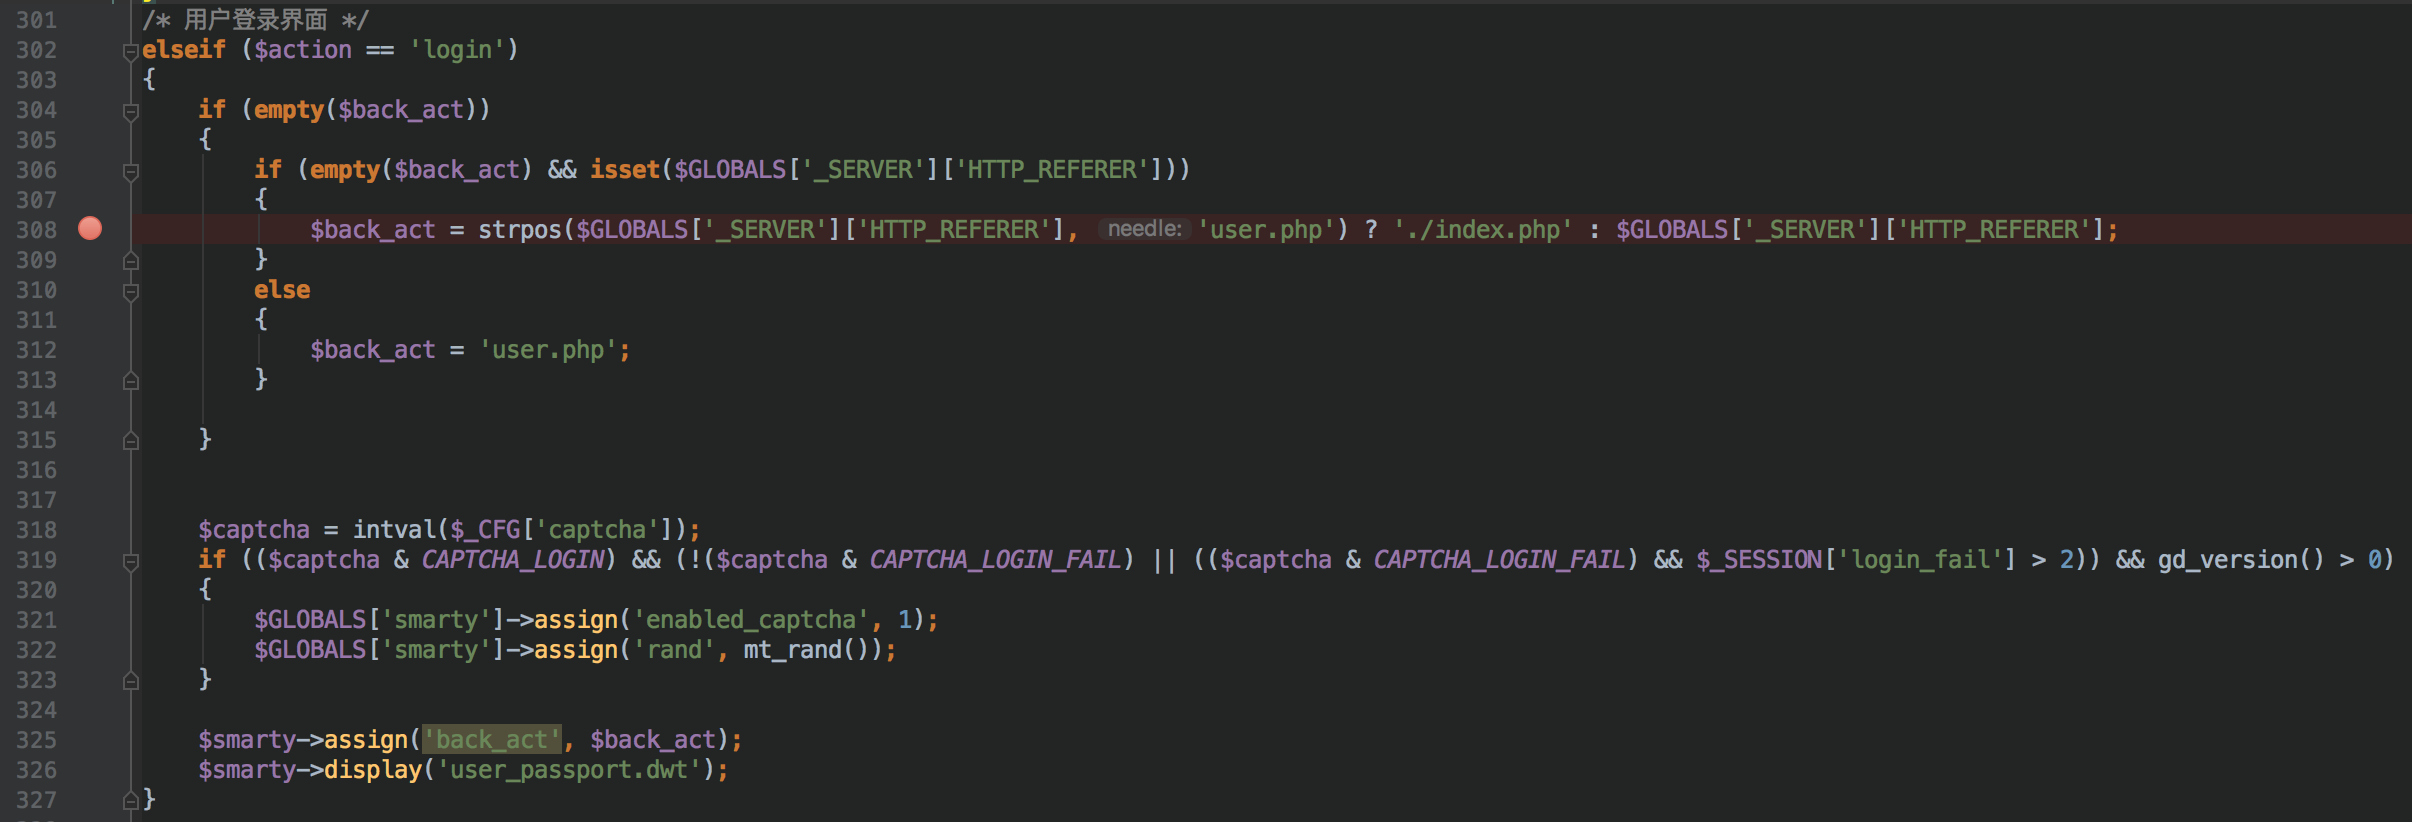 301 /* 用户登录界面 */
302 elseif ($action == 'login')
303 {
304     if (empty($back_act))
305     {
306         if (empty($back_act) && isset($GLOBALS['_SERVER']['HTTP_REFERER']))
307         {
308             $back_act = strpos($GLOBALS['_SERVER']['HTTP_REFERER'], needle: 'user.php') ? './index.php' : $GLOBALS['_SERVER']['HTTP_REFERER'];
309         }
310         else
311         {
312             $back_act = 'user.php';
313         }
314
315     }
316
317
318     $captcha = intval($_CFG['captcha']);
319     if (($captcha & CAPTCHA_LOGIN) && (!($captcha & CAPTCHA_LOGIN_FAIL) || (($captcha & CAPTCHA_LOGIN_FAIL) && $_SESSION['login_fail'] > 2)) && gd_version() > 0)
320     {
321         $GLOBALS['smarty']->assign('enabled_captcha', 1);
322         $GLOBALS['smarty']->assign('rand', mt_rand());
323     }
324
325     $smarty->assign('back_act', $back_act);
326     $smarty->display('user_passport.dwt');
327 }